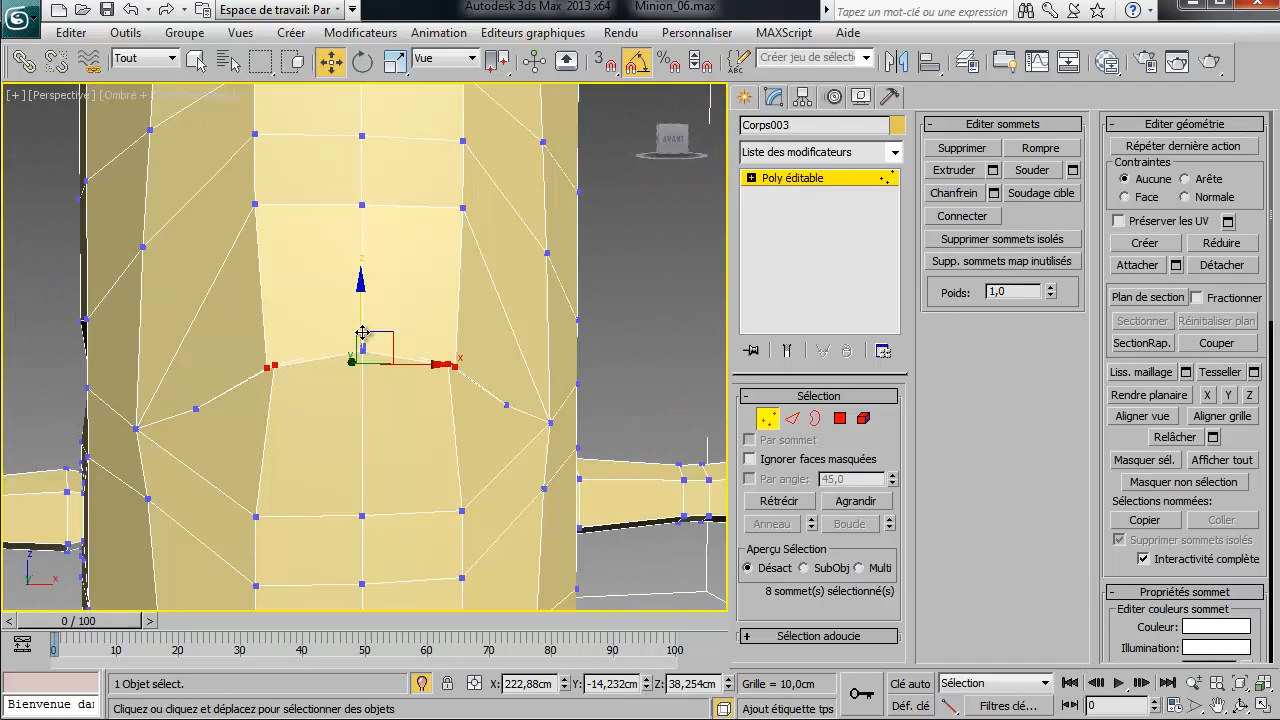 Espace de travail: Par
Autodesk 3ds Max 2013 x64
Minion_06.max
Tapez un mot-clé ou une expression
Editer
Outils
Groupe
Vues
Créer
Modificateurs
Animation
Editeurs graphiques
Rendu
Personnaliser
MAXScript
Aide
Tout
Vue
Créer jeu de sélecti
[+] [Perspective] [Ombré +
AVANT
z
x
y
z
x
Corps003
Liste des modificateurs
Poly éditable
Sélection
Par sommet
Ignorer faces masquées
Par angle: 45,0
Rétrécir
Agrandir
Anneau
Boucle
Aperçu Sélection
Désact
SubObj
Multi
8 sommet(s) sélectionné(s)
Sélection adoucie
Editer sommets
Supprimer
Rompre
Extruder
Souder
Chanfrein
Soudage cible
Connecter
Supprimer sommets isolés
Supp. sommets map inutilisés
Poids: 1,0
Editer géométrie
Répéter dernière action
Contraintes
Aucune
Arête
Face
Normale
Préserver les UV
Créer
Réduire
Attacher
Détacher
Plan de section
Fractionner
Sectionner
Réinitialiser plan
SectionRap.
Couper
Liss. maillage
Tesseller
Rendre planaire
X
Y
Z
Aligner vue
Aligner grille
Relâcher
Masquer sél.
Afficher tout
Masquer non sélection
Sélections nommées:
Copier
Coller
Supprimer sommets isolés
Interactivité complète
Propriétés sommet
Editer couleurs sommet
Couleur:
Illumination:
0 / 100
0 10 20 30 40 50 60 70 80 90 100
1 Objet sélect.
X: 222,88cm
Y: -14,232cm
Z: 38,254cm
Grille = 10,0cm
Clé auto
Sélection
Bienvenue dan
Cliquez ou cliquez et déplacez pour sélectionner des objets
Ajout étiquette tps
Déf. clé
Filtres clé...
0